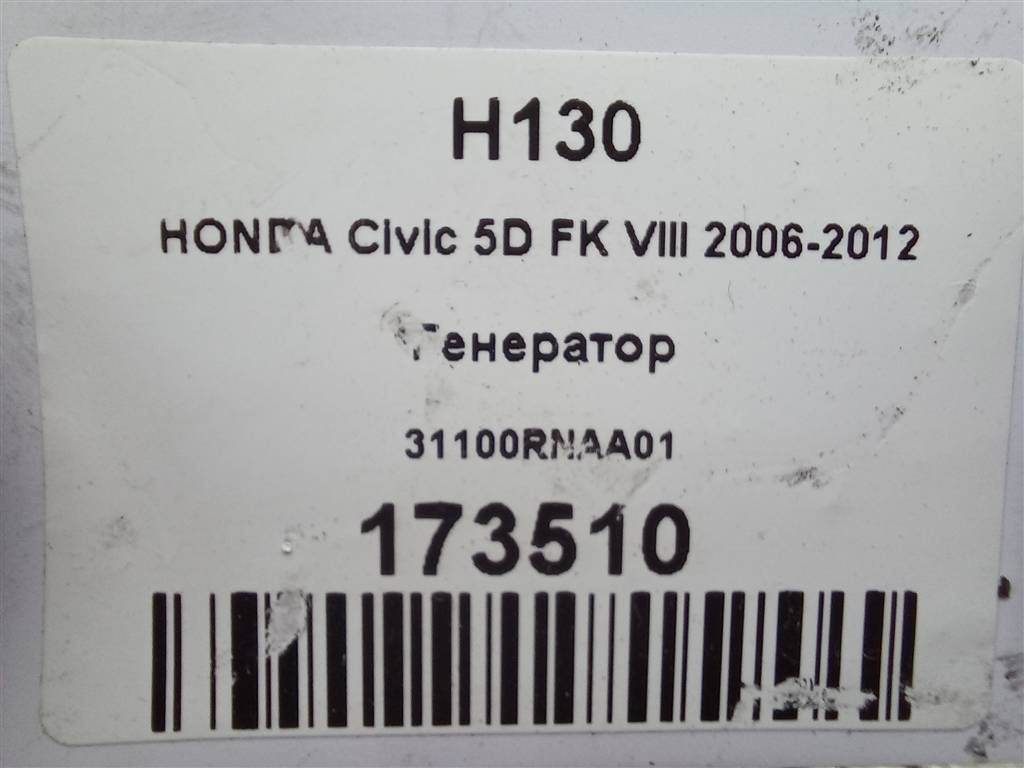 H130
HONDA Civic 5D FK VIII 2006-2012
Генератор
31100RNAA01
173510